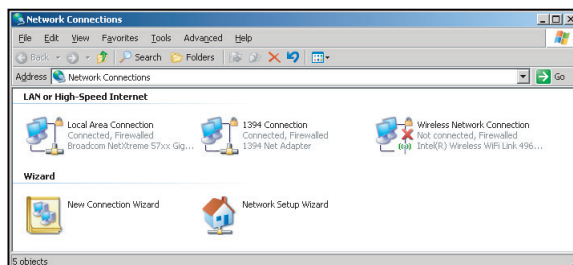 Network Connections
File Edit View Favorites Tools Advanced Help
Back Search Folders
Address Network Connections Go
LAN or High-Speed Internet
Local Area Connection
Connected, Firewalled
Broadcom NetXtreme 57xx Gig...
1394 Connection
Connected, Firewalled
1394 Net Adapter
Wireless Network Connection
Not connected, Firewalled
Intel(R) Wireless WiFi Link 496...
Wizard
New Connection Wizard
Network Setup Wizard
5 objects